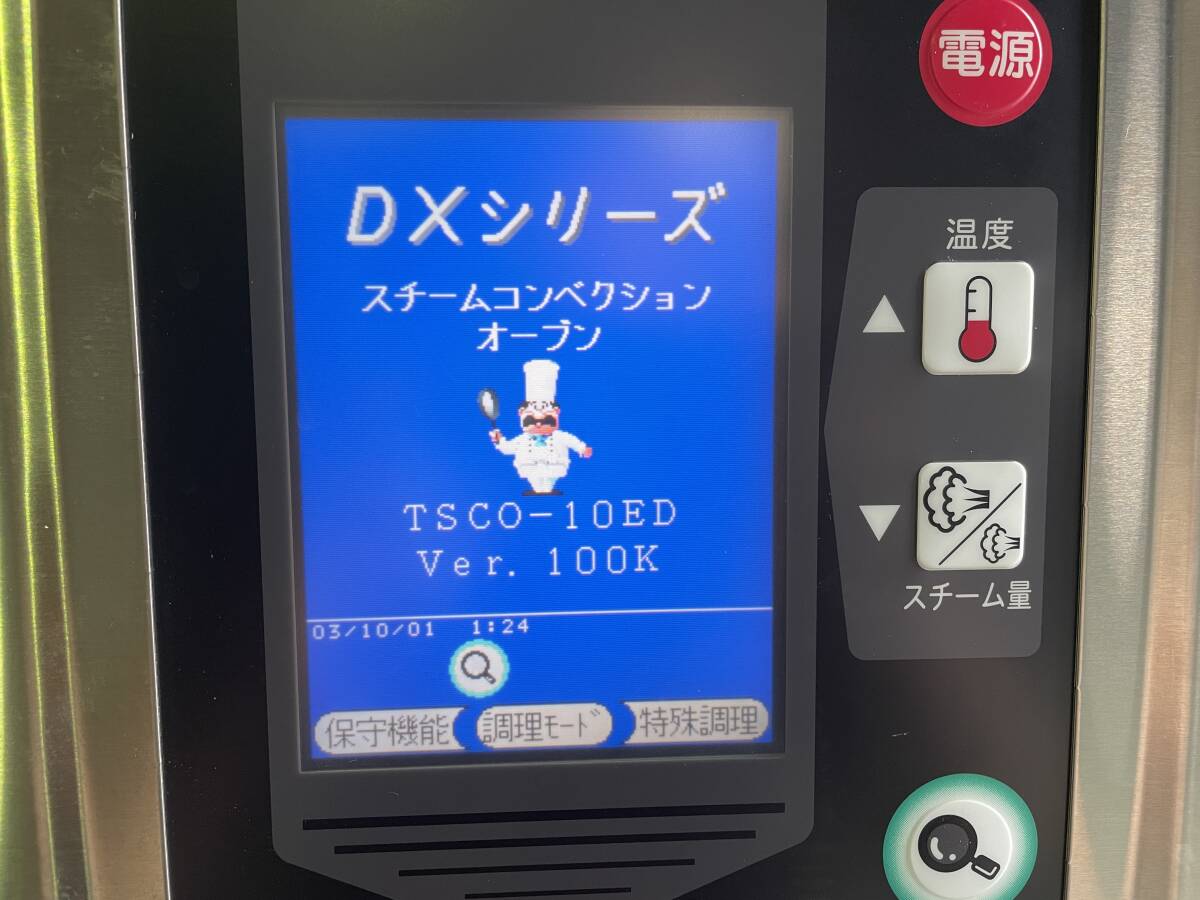 電源
DXシリーズ
スチームコンベクション
オーブン
TSCO-10ED
Ver. 100K
03/10/01 1:24
保守機能 調理ﾓｰﾄﾞ 特殊調理
温度
スチーム量